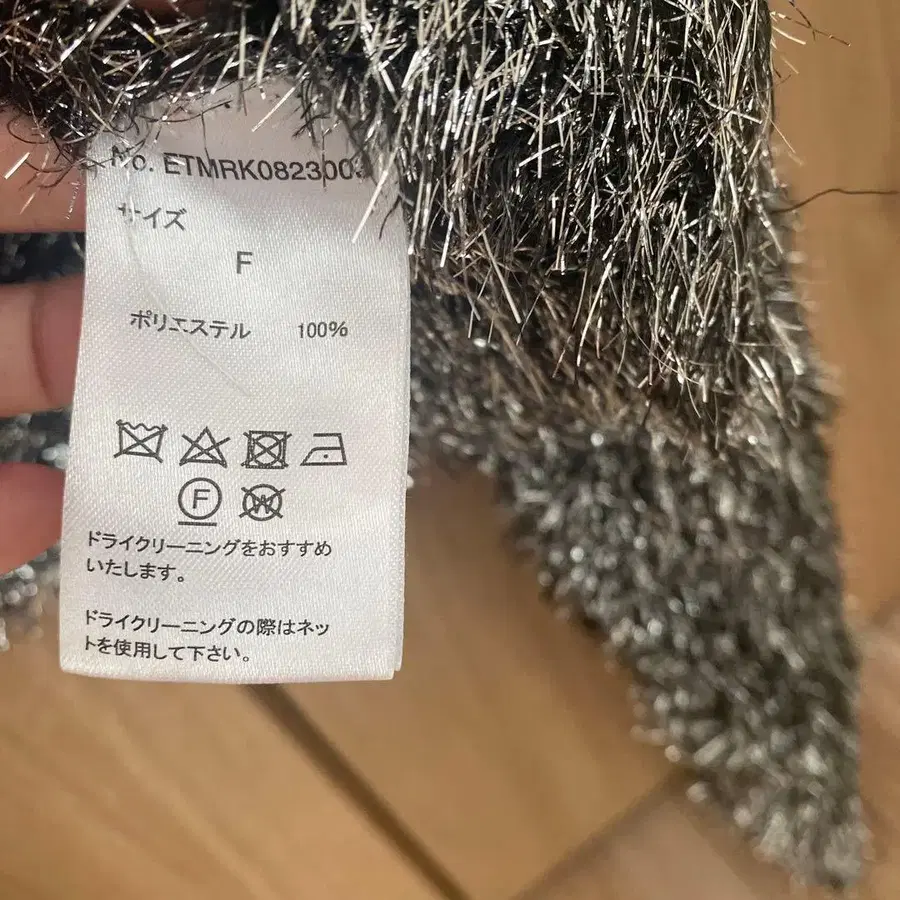 No. ETMRK0823003
サイズ
F
ポリエステル 100%
F
W
ドライクリーニングをおすすめ
いたします。
ドライクリーニングの際はネッ
トを使用して下さい。